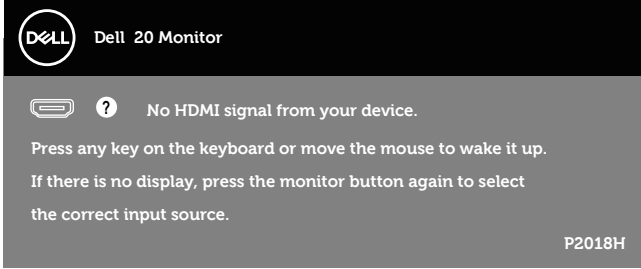 DELL Dell 20 Monitor
? No HDMI signal from your device.
Press any key on the keyboard or move the mouse to wake it up.
If there is no display, press the monitor button again to select
the correct input source.
P2018H